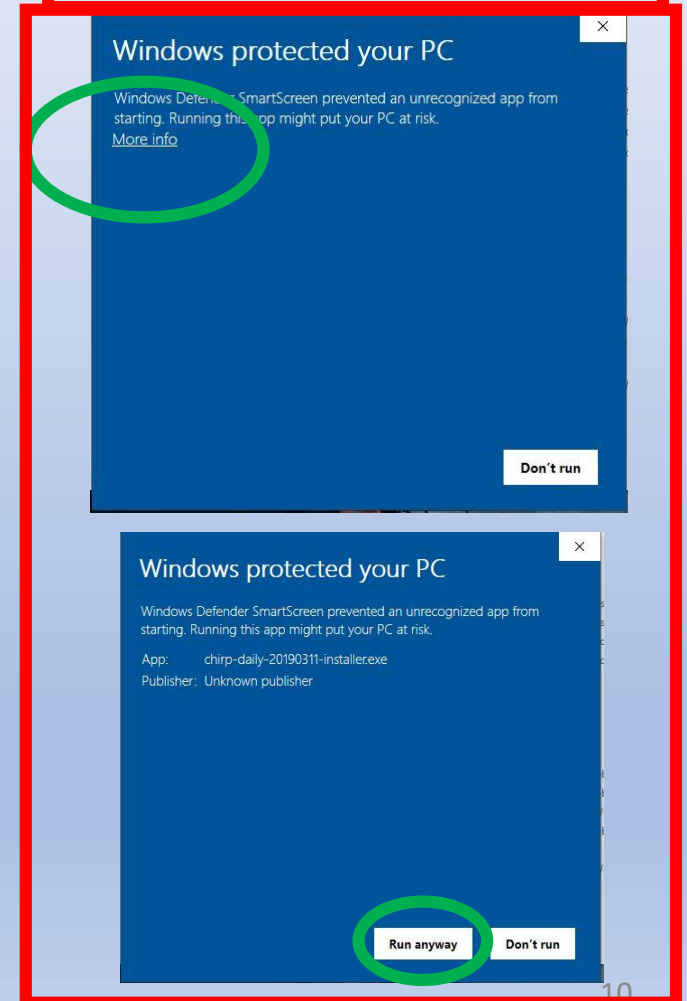 Windows protected your PC
Windows Defender SmartScreen prevented an unrecognized app from
starting. Running this app might put your PC at risk.
More info
Don't run
Windows protected your PC
Windows Defender SmartScreen prevented an unrecognized app from
starting. Running this app might put your PC at risk.
App: chirp-daily-20190311-installer.exe
Publisher: Unknown publisher
Run anyway Don't run
10